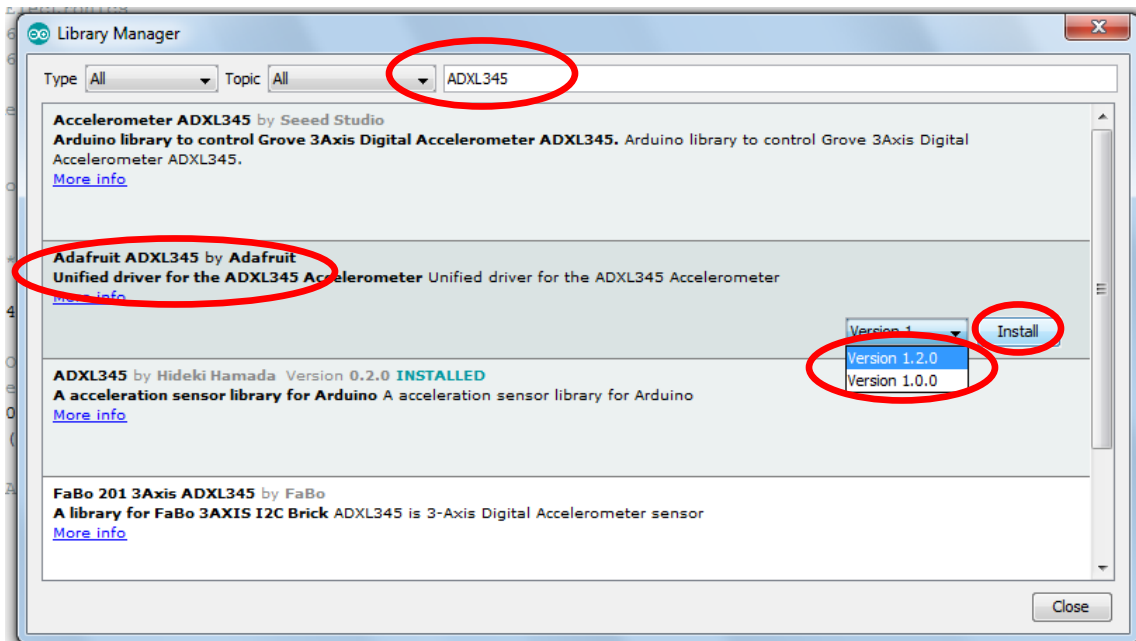 Electronics
Library Manager
Type All Topic All ADXL345
Accelerometer ADXL345 by Seeed Studio
Arduino library to control Grove 3Axis Digital Accelerometer ADXL345. Arduino library to control Grove 3Axis Digital
Accelerometer ADXL345.
More info
Adafruit ADXL345 by Adafruit
Unified driver for the ADXL345 Accelerometer Unified driver for the ADXL345 Accelerometer
More info
Version 1 Install
Version 1.2.0
Version 1.0.0
ADXL345 by Hideki Hamada Version 0.2.0 INSTALLED
A acceleration sensor library for Arduino A acceleration sensor library for Arduino
More info
FaBo 201 3Axis ADXL345 by FaBo
A library for FaBo 3AXIS I2C Brick ADXL345 is 3-Axis Digital Accelerometer sensor
More info
Close